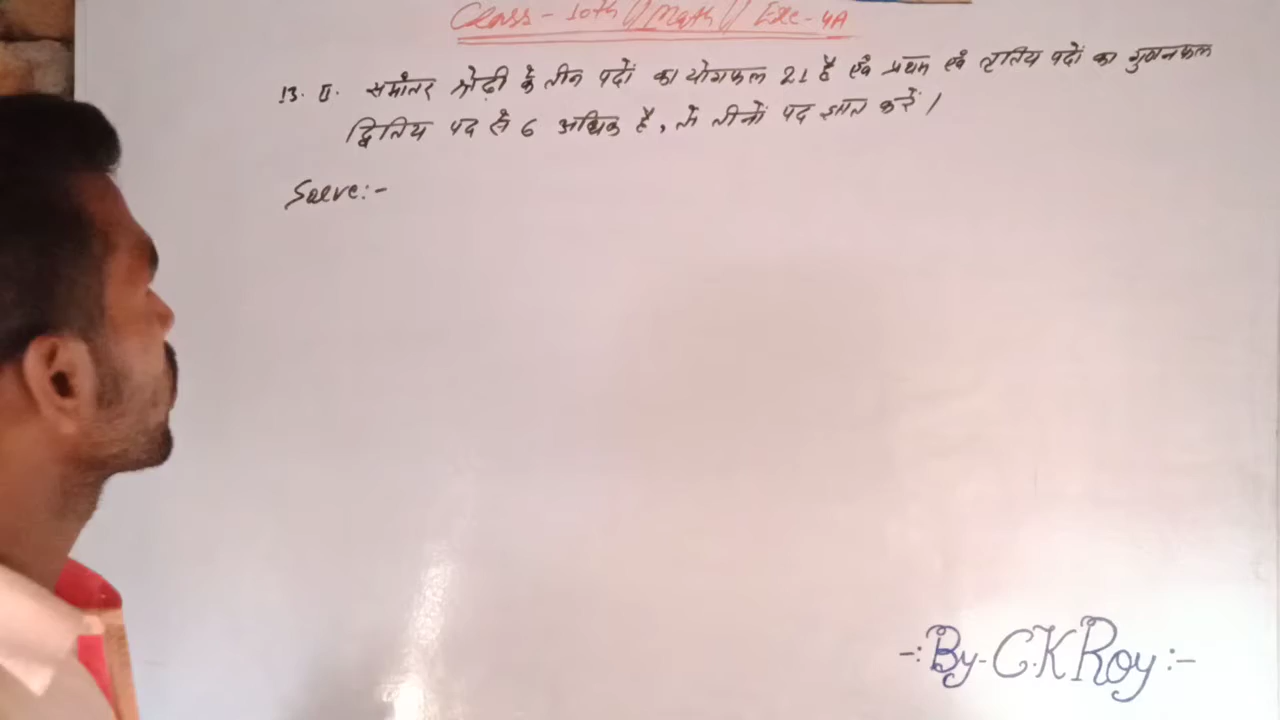 Class - 10th // Math // Exe - 4A
13. II. समांतर श्रेढ़ी के तीन पदों का योगफल 21 है एवं प्रथम एवं तृतिय पदों का गुणनफल
द्वितिय पद से 6 अधिक है, तो तीनों पद ज्ञात करें।
Solve:-
-: By- C.K Roy :-